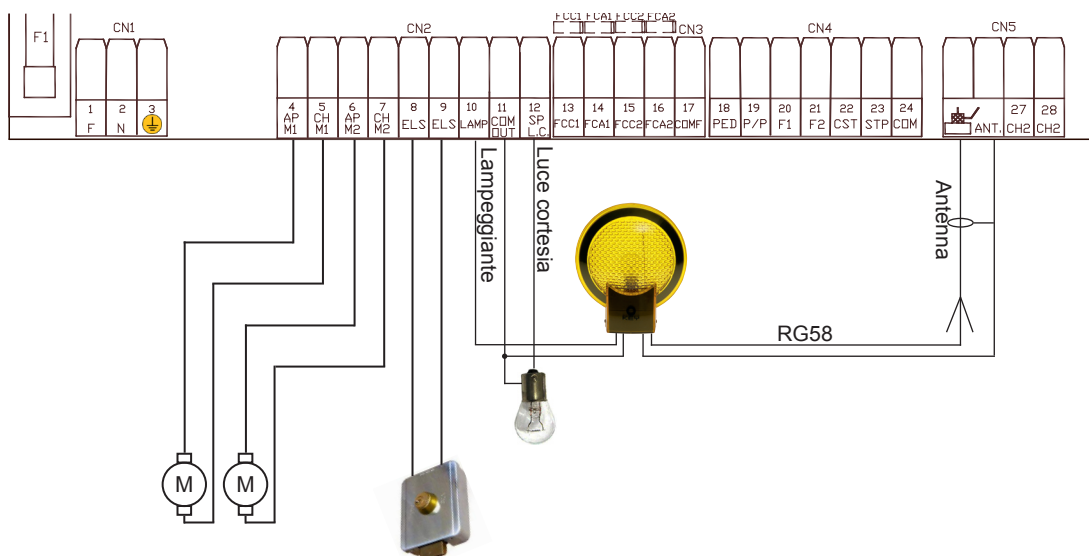 FCC1 FCA1 FCC2 FCA2
F1 CN1 CN2 CN3 CN4 CN5
1 F
2 N
3
4 AP M1
5 CH M1
6 AP M2
7 CH M2
8 ELS
9 ELS
10 LAMP
11 COM OUT
12 SP L.C.
13 FCC1
14 FCA1
15 FCC2
16 FCA2
17 COMF
18 PED
19 P/P
20 F1
21 F2
22 CST
23 STP
24 COM
ANT.
27 CH2
28 CH2
Lampeggiante
Luce cortesia
Antenna
RG58
M M